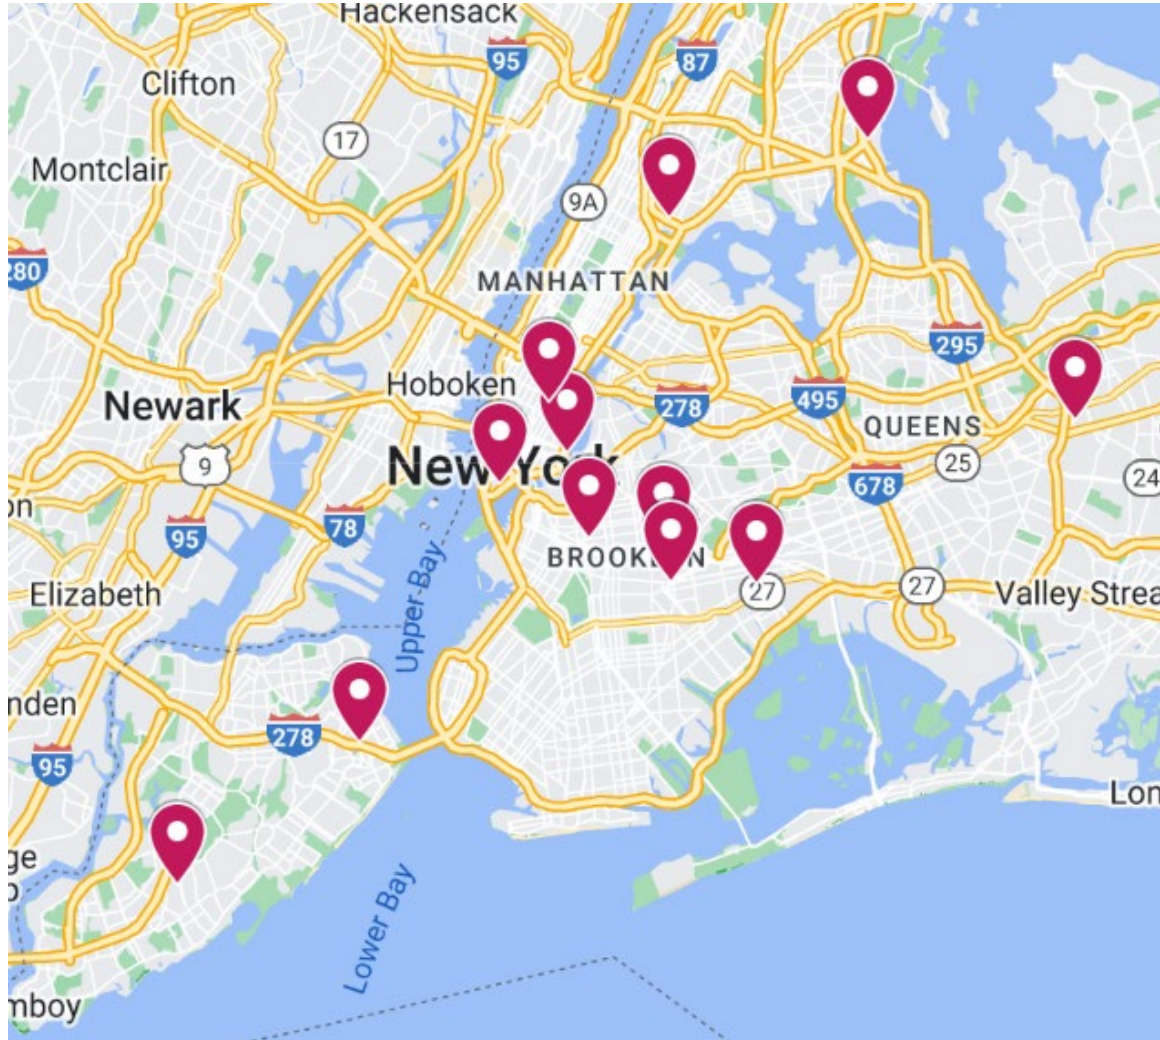 Hackensack
95
87
Clifton
17
Montclair
9A
280
MANHATTAN
295
Hoboken
278
495
Newark
QUEENS
New York
9
25
678
24
on
78
95
BROOKLYN
27
27
Elizabeth
Valley Strea
Upper Bay
nden
278
95
Lon
ge
Lower Bay
mboy